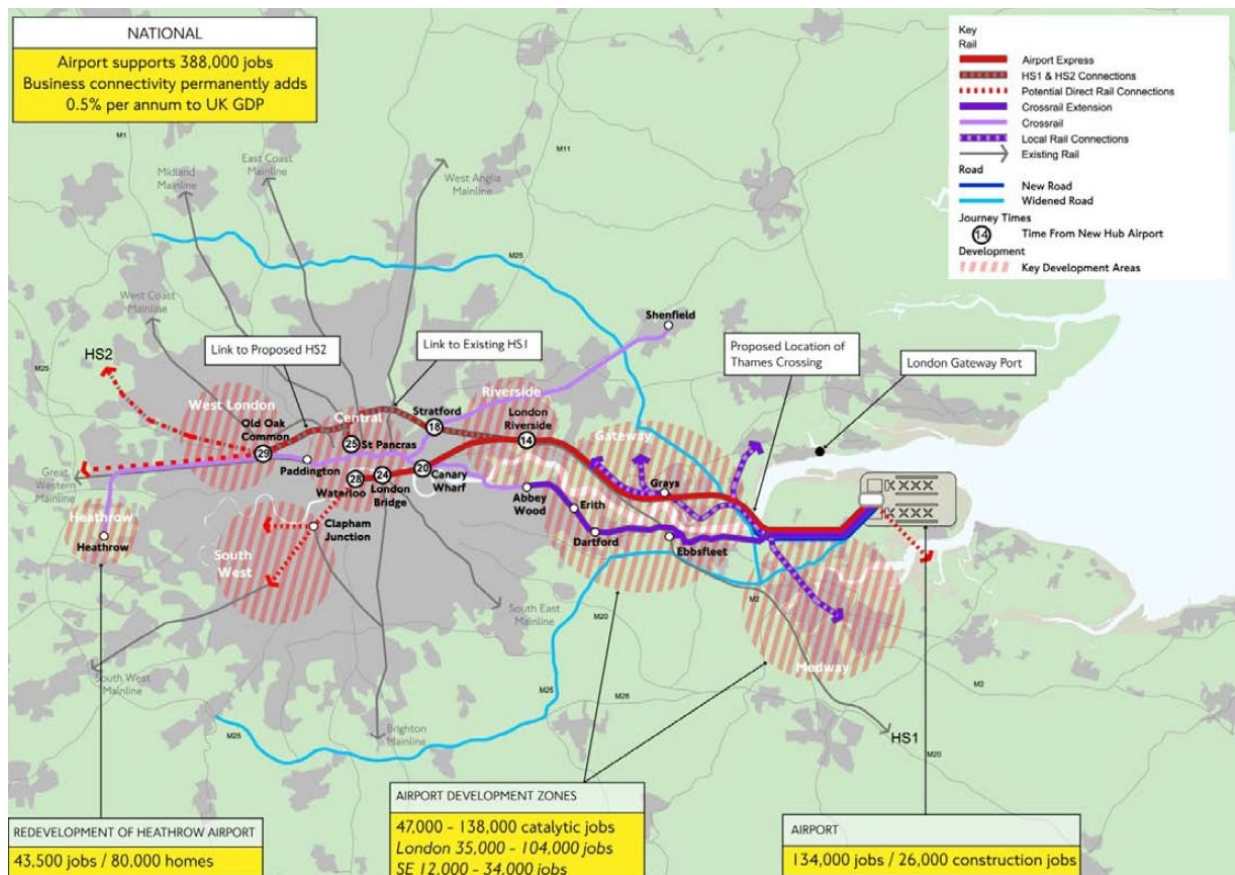 NATIONAL
Airport supports 388,000 jobs
Business connectivity permanently adds
0.5% per annum to UK GDP
Key
Rail
Airport Express
HS1 & HS2 Connections
Potential Direct Rail Connections
Crossrail Extension
Crossrail
Local Rail Connections
Existing Rail
Road
New Road
Widened Road
Journey Times
14 Time From New Hub Airport
Development
Key Development Areas
M1
M11
East Coast
Mainline
Midland
Mainline
West Anglia
Mainline
M25
West Coast
Mainline
Shenfield
HS2
M25
Link to Proposed HS2
Link to Existing HS1
Proposed Location of
Thames Crossing
London Gateway Port
West London
Central
Riverside
Gateway
Old Oak
Common
29
25
St Pancras
Stratford
18
London
Riverside
14
Great
Western
Mainline
Paddington
28
Waterloo
24
London
Bridge
20
Canary
Wharf
Abbey
Wood
Grays
Erith
Dartford
Ebbsfleet
Heathrow
Heathrow
Clapham
Junction
South
West
South East
Mainline
M20
M2
Medway
South West
Mainline
M25
M26
M2
M25
Brighton
Mainline
HS1
M20
REDEVELOPMENT OF HEATHROW AIRPORT
43,500 jobs / 80,000 homes
AIRPORT DEVELOPMENT ZONES
47,000 - 138,000 catalytic jobs
London 35,000 - 104,000 jobs
SE 12,000 - 34,000 jobs
AIRPORT
134,000 jobs / 26,000 construction jobs